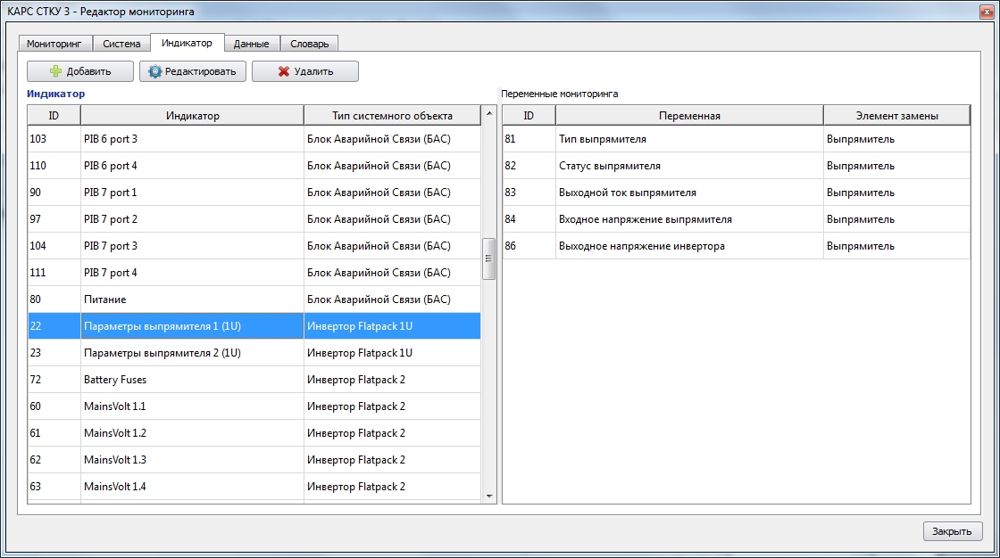 КАРС СТКУ 3 - Редактор мониторинга
Мониторинг Система Индикатор Данные Словарь
Добавить Редактировать Удалить
Индикатор
ID Индикатор Тип системного объекта
103 PIB 6 port 3 Блок Аварийной Связи (БАС)
110 PIB 6 port 4 Блок Аварийной Связи (БАС)
90 PIB 7 port 1 Блок Аварийной Связи (БАС)
97 PIB 7 port 2 Блок Аварийной Связи (БАС)
104 PIB 7 port 3 Блок Аварийной Связи (БАС)
111 PIB 7 port 4 Блок Аварийной Связи (БАС)
80 Питание Блок Аварийной Связи (БАС)
22 Параметры выпрямителя 1 (1U) Инвертор Flatpack 1U
23 Параметры выпрямителя 2 (1U) Инвертор Flatpack 1U
72 Battery Fuses Инвертор Flatpack 2
60 MainsVolt 1.1 Инвертор Flatpack 2
61 MainsVolt 1.2 Инвертор Flatpack 2
62 MainsVolt 1.3 Инвертор Flatpack 2
63 MainsVolt 1.4 Инвертор Flatpack 2
Переменные мониторинга
ID Переменная Элемент замены
81 Тип выпрямителя Выпрямитель
82 Статус выпрямителя Выпрямитель
83 Выходной ток выпрямителя Выпрямитель
84 Входное напряжение выпрямителя Выпрямитель
86 Выходное напряжение инвертора Выпрямитель
Закрыть